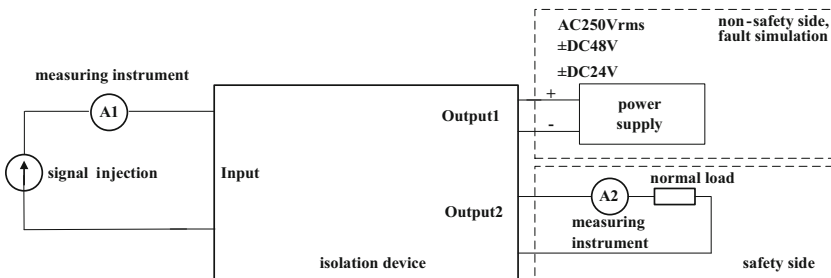 AC250Vrms
±DC48V
±DC24V
non-safety side,
fault simulation
measuring instrument
A1
+
-
power
supply
Output1
signal injection
Input
Output2
normal load
A2
measuring
instrument
isolation device
safety side